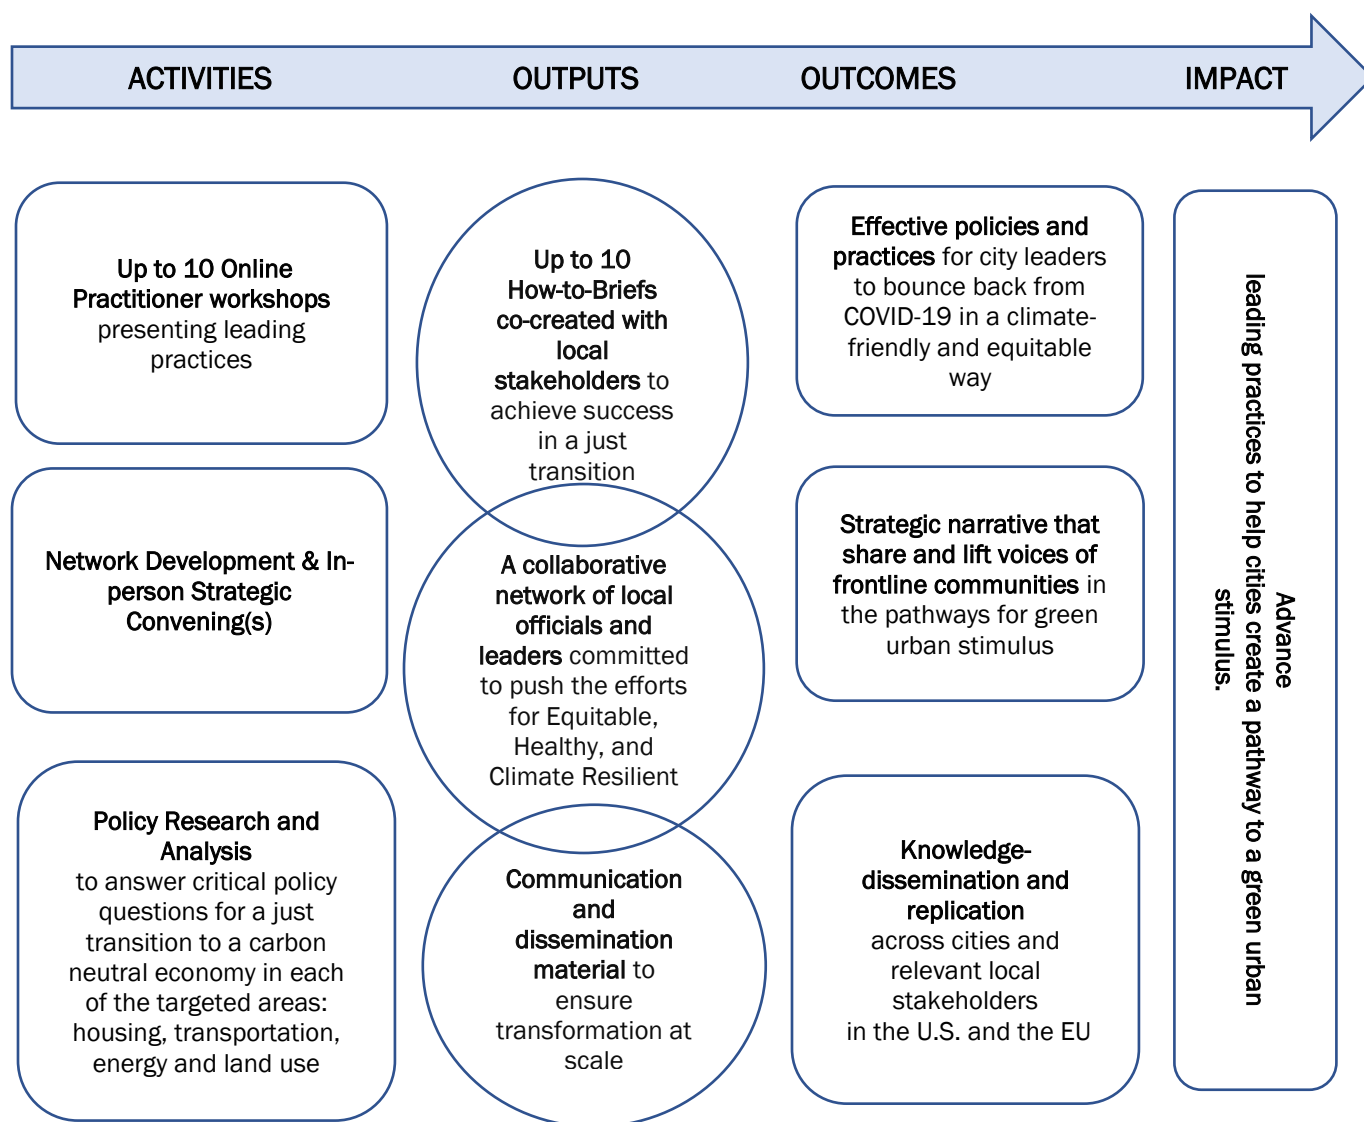 ACTIVITIES
OUTPUTS
OUTCOMES
IMPACT
Up to 10 Online
Practitioner workshops
presenting leading
practices
Network Development & In-
person Strategic
Convening(s)
Policy Research and
Analysis
to answer critical policy
questions for a just
transition to a carbon
neutral economy in each
of the targeted areas:
housing, transportation,
energy and land use
Up to 10
How-to-Briefs
co-created with
local
stakeholders to
achieve success
in a just
transition
A collaborative
network of local
officials and
leaders committed
to push the efforts
for Equitable,
Healthy, and
Climate Resilient
Communication
and
dissemination
material to
ensure
transformation at
scale
Effective policies and
practices for city leaders
to bounce back from
COVID-19 in a climate-
friendly and equitable
way
Strategic narrative that
share and lift voices of
frontline communities in
the pathways for green
urban stimulus
Knowledge-
dissemination and
replication
across cities and
relevant local
stakeholders
in the U.S. and the EU
Advance
leading practices to help cities create a pathway to a green urban
stimulus.